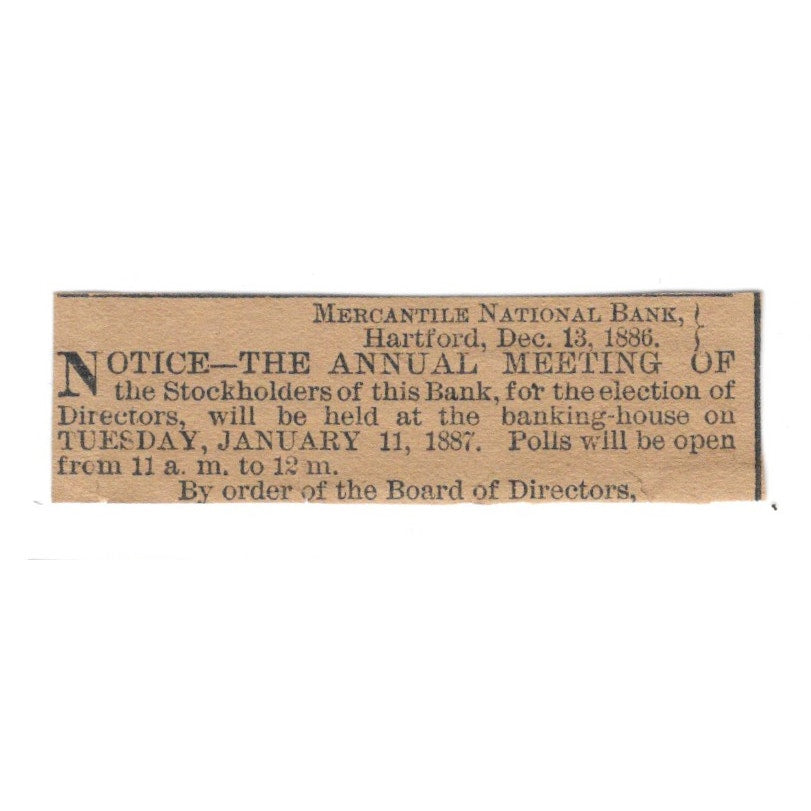 MERCANTILE NATIONAL BANK,
Hartford, Dec. 13, 1886.
NOTICE—THE ANNUAL MEETING OF
the Stockholders of this Bank, for the election of
Directors, will be held at the banking-house on
TUESDAY, JANUARY 11, 1887. Polls will be open
from 11 a. m. to 12 m.
By order of the Board of Directors,